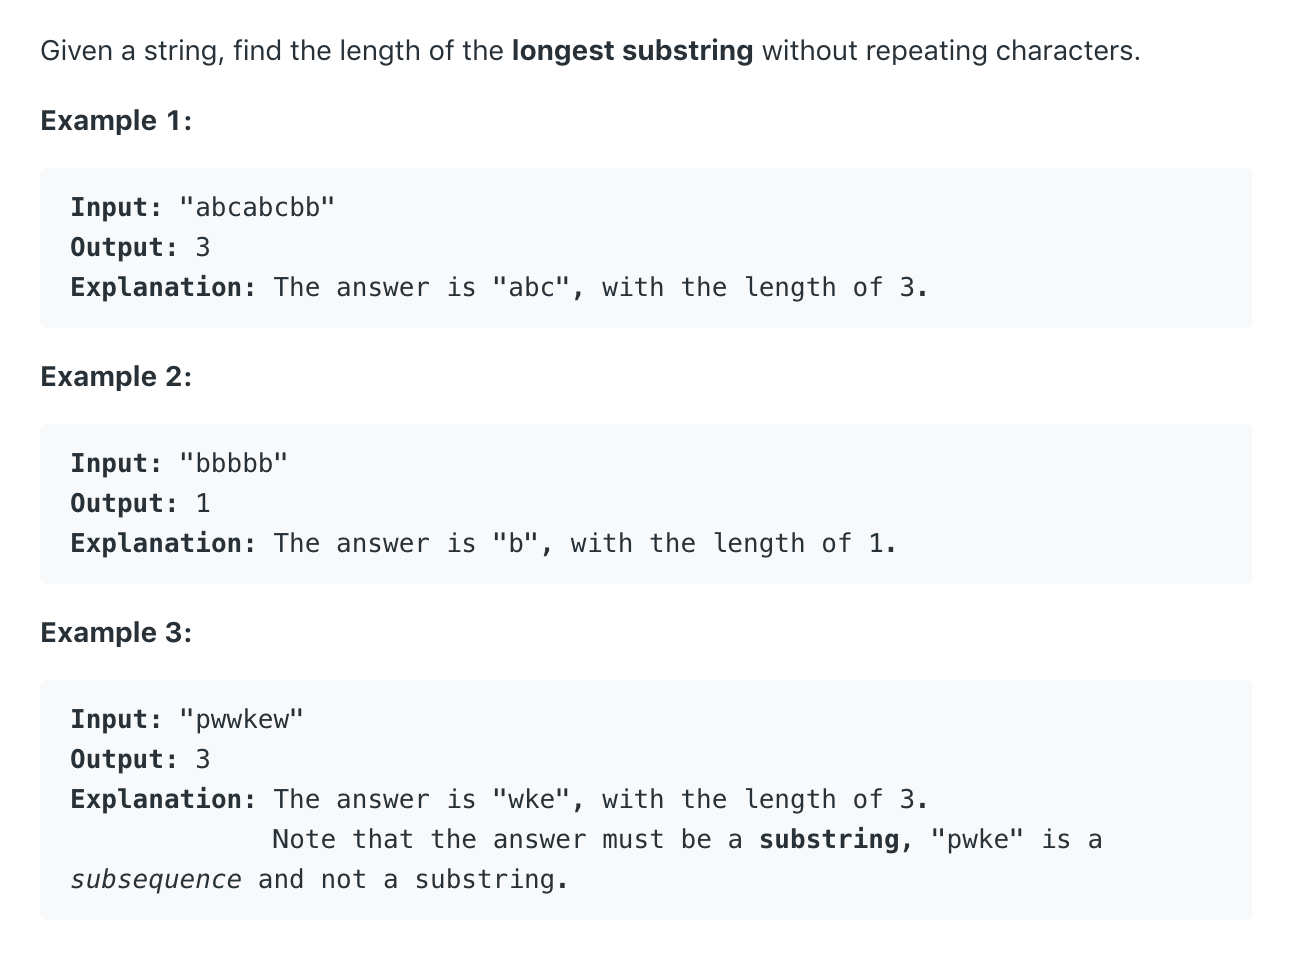 Given a string, find the length of the longest substring without repeating characters.
Example 1:
Input: "abcabcbb"
Output: 3
Explanation: The answer is "abc", with the length of 3.
Example 2:
Input: "bbbbb"
Output: 1
Explanation: The answer is "b", with the length of 1.
Example 3:
Input: "pwwkew"
Output: 3
Explanation: The answer is "wke", with the length of 3.
Note that the answer must be a substring, "pwke" is a
subsequence and not a substring.